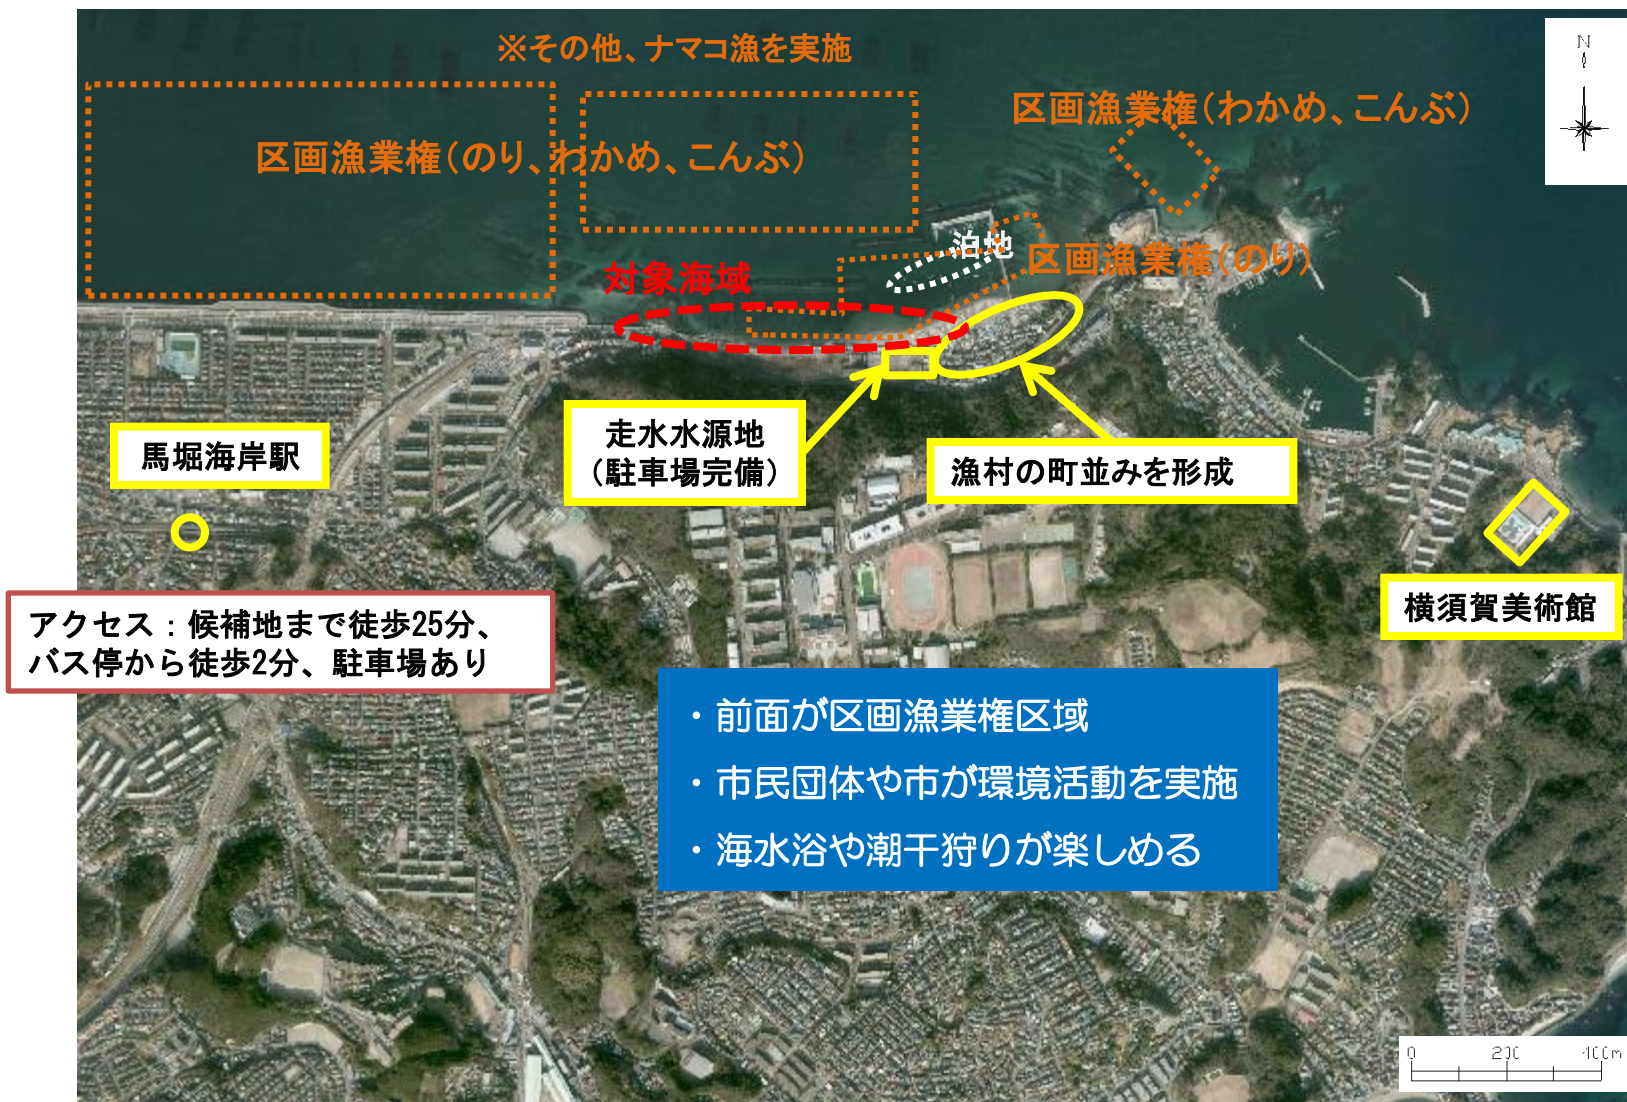 ※その他、ナマコ漁を実施
N
区画漁業権(わかめ、こんぶ)
区画漁業権(のり、わかめ、こんぶ)
泊地
区画漁業権(のり)
対象海域
走水水源地
(駐車場完備)
馬堀海岸駅
漁村の町並みを形成
横須賀美術館
アクセス：候補地まで徒歩25分、
バス停から徒歩2分、駐車場あり
・前面が区画漁業権区域
・市民団体や市が環境活動を実施
・海水浴や潮干狩りが楽しめる
0 200 400m